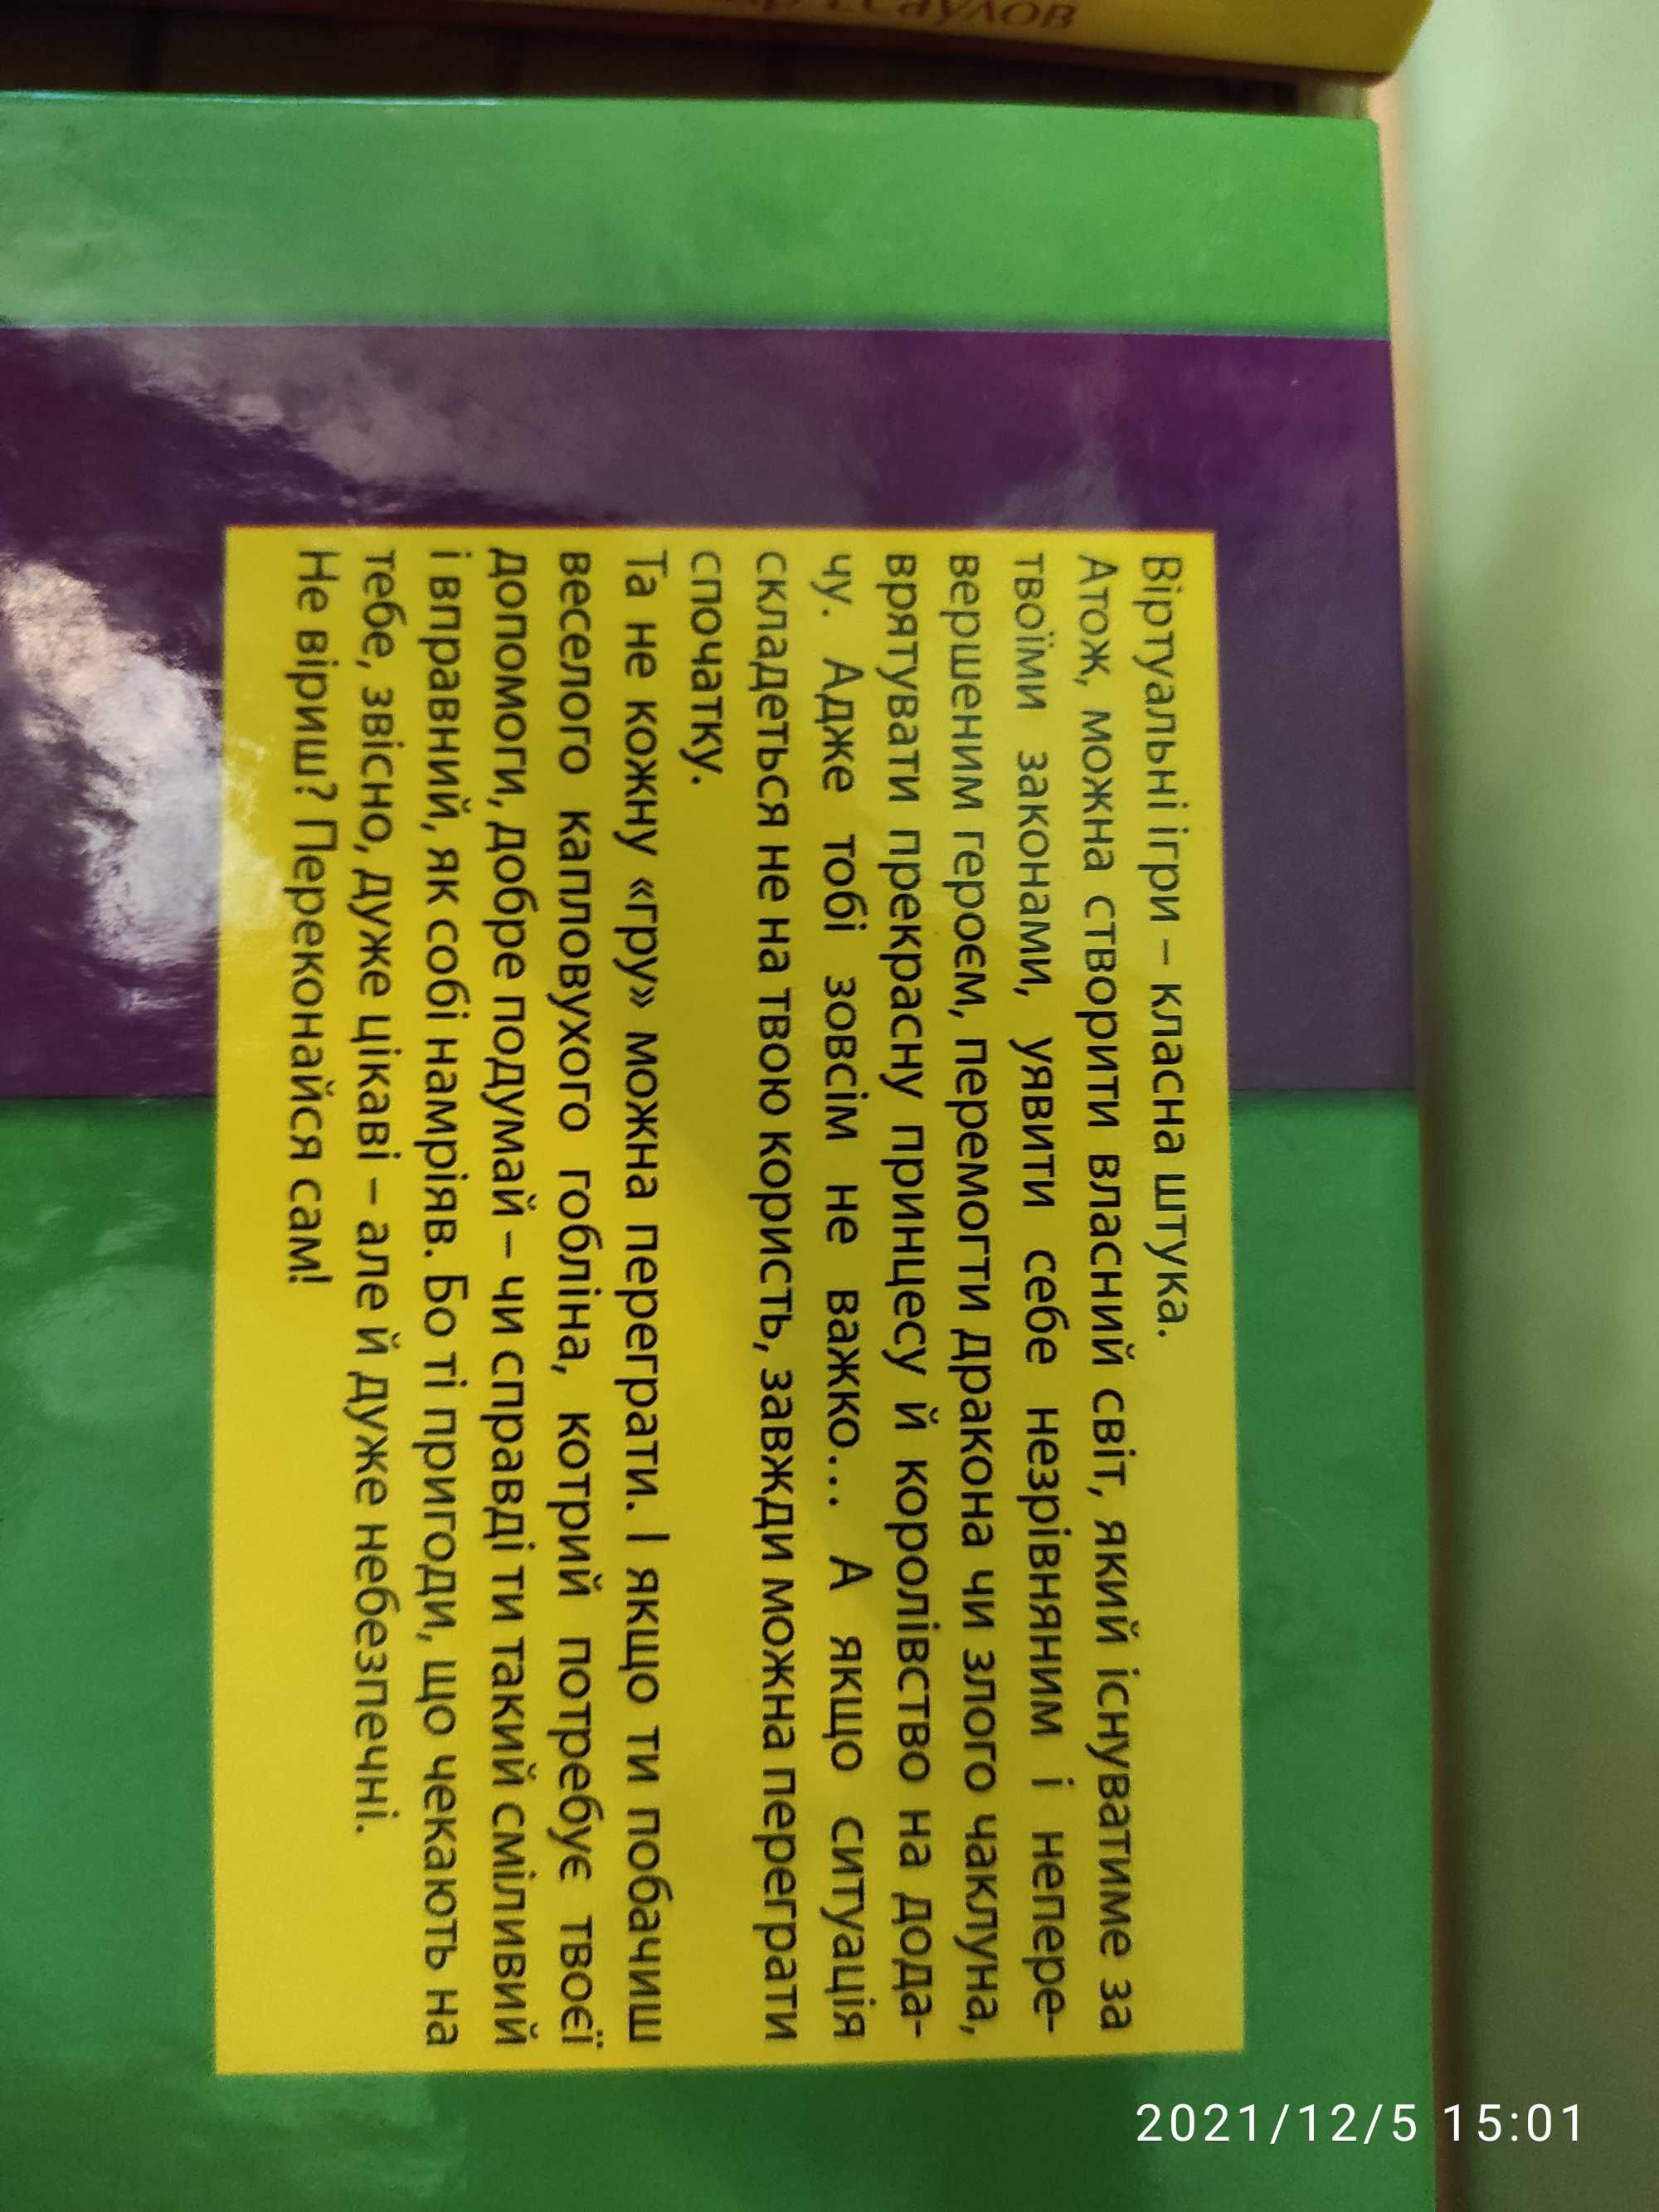 Віртуальні ігри – класна штука.
Атож, можна створити власний світ, який існуватиме за
твоїми законами, уявити себе незрівняним і непере-
вершеним героєм, перемогти дракона чи злого чаклуна,
врятувати прекрасну принцесу й королівство на дода-
чу. Адже тобі зовсім не важко... А якщо ситуація
складеться не на твою користь, завжди можна переграти
спочатку.
Та не кожну «гру» можна переграти. І якщо ти побачиш
веселого капловухого гобліна, котрий потребує твоєї
допомоги, добре подумай – чи справді ти такий сміливий
і вправний, як собі намріяв. Бо ті пригоди, що чекають на
тебе, звісно, дуже цікаві – але й дуже небезпечні.
Не віриш? Переконайся сам!
2021/12/5 15:01